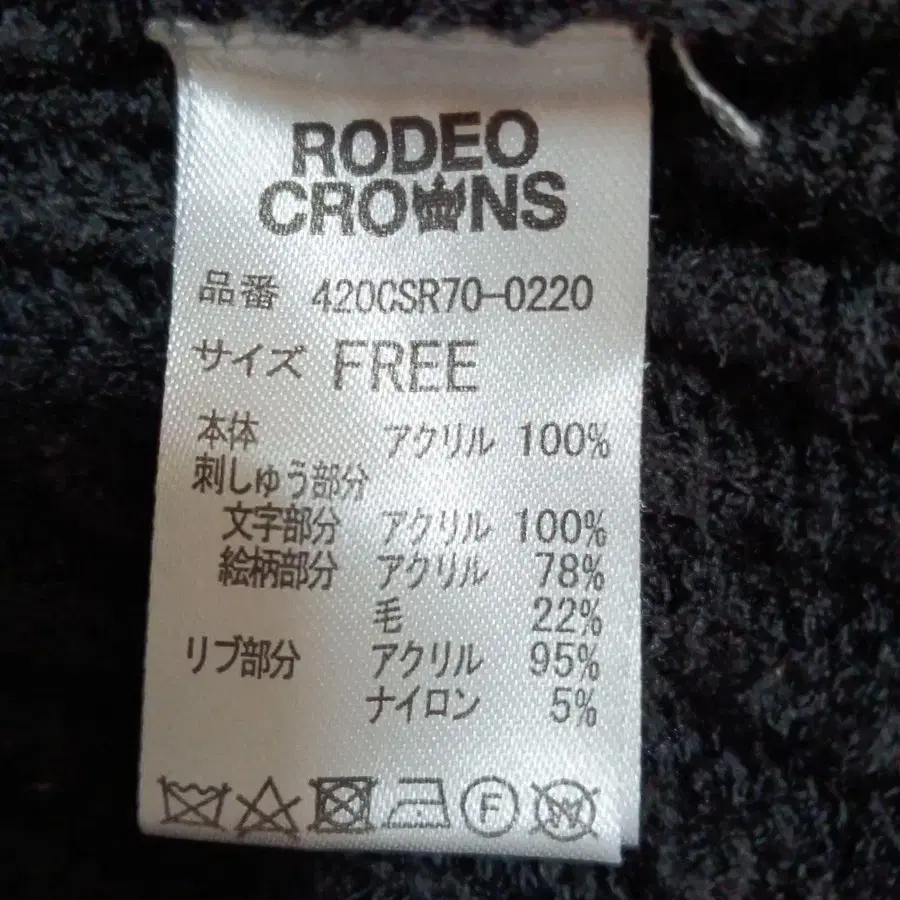 RODEO
CROWNS
品番 420CSR70-0220
サイズ FREE
本体 アクリル 100%
刺しゅう部分
文字部分 アクリル 100%
絵柄部分 アクリル 78%
毛 22%
リブ部分 アクリル 95%
ナイロン 5%
F W